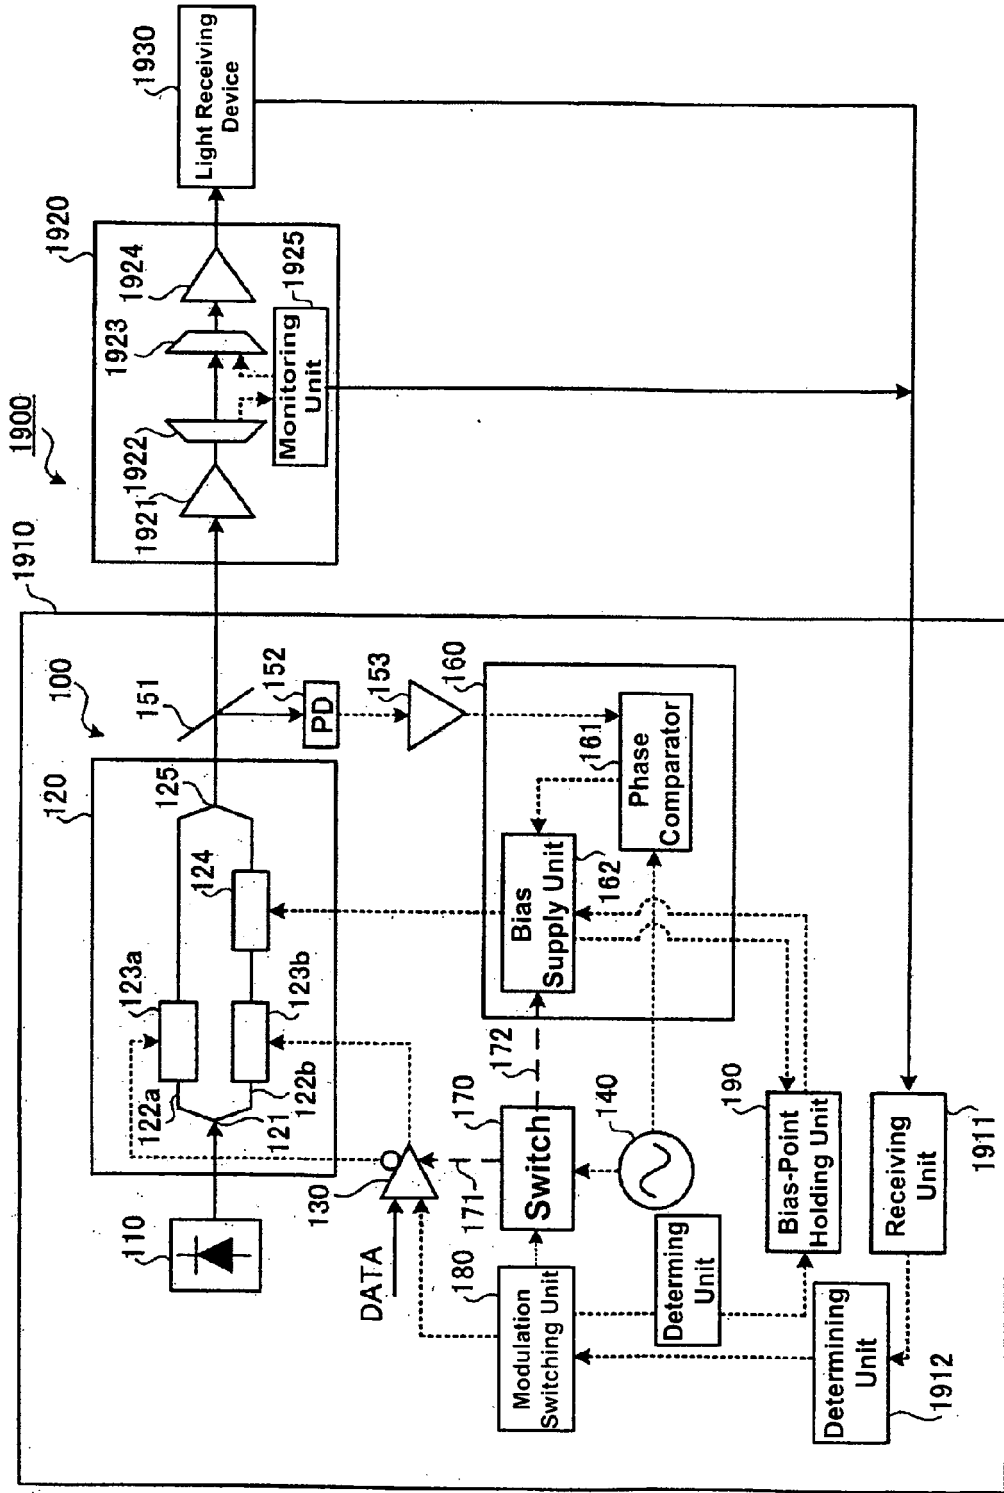 1900
1910
1920
1930
Light Receiving
Device
1921
1922
1923
1924
1925
Monitoring
Unit
100
151
152
PD
153
160
161
Phase
Comparator
162
Bias
Supply Unit
120
121
122a
122b
123a
123b
124
125
110
DATA
130
171
172
170
Switch
140
180
Modulation
Switching Unit
Determing
Unit
190
Bias-Point
Holding Unit
Receiving
Unit
1911
Determining
Unit
1912